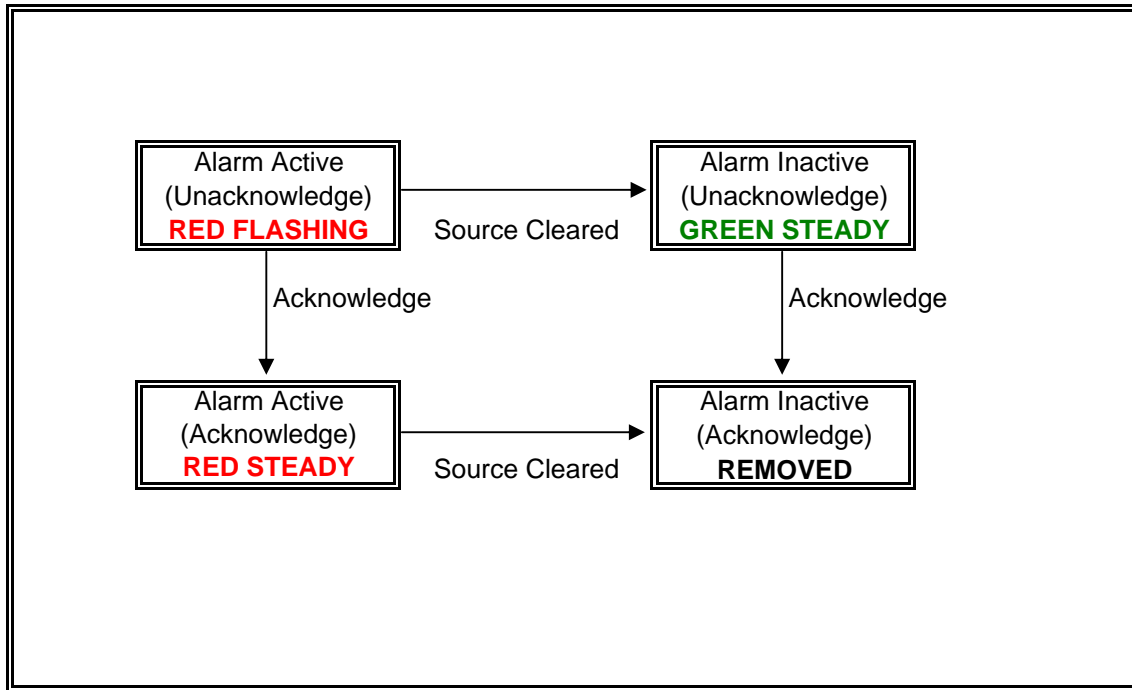 Alarm Active
(Unacknowledge)
RED FLASHING
Source Cleared
Alarm Inactive
(Unacknowledge)
GREEN STEADY
Acknowledge
Acknowledge
Alarm Active
(Acknowledge)
RED STEADY
Source Cleared
Alarm Inactive
(Acknowledge)
REMOVED